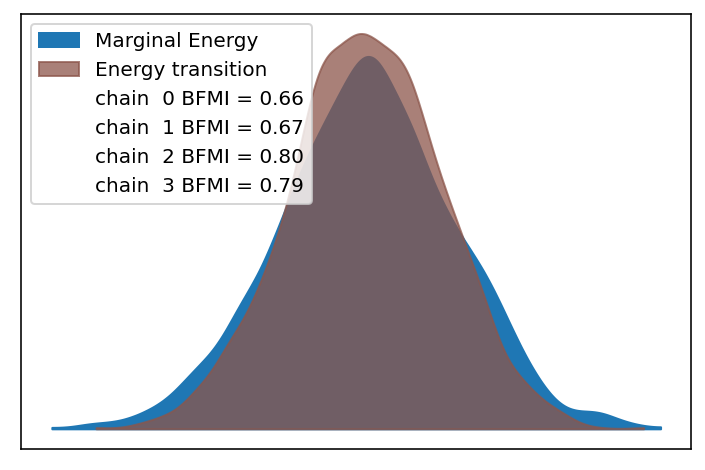 Marginal Energy
Energy transition
chain  0 BFMI = 0.66
chain  1 BFMI = 0.67
chain  2 BFMI = 0.80
chain  3 BFMI = 0.79